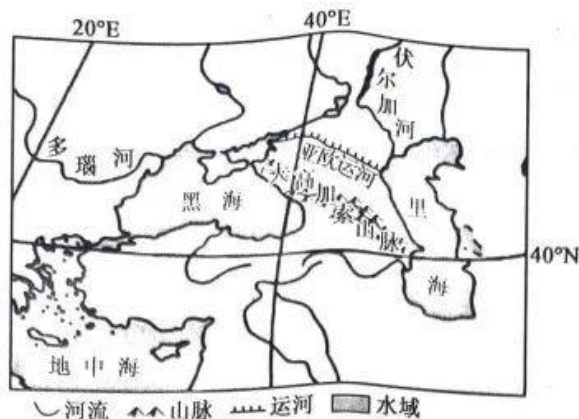 20°E
40°E
伏尔加河
多瑙河
亚欧运河
黑海
大高加索山脉
里海
40°N
地中海
河流 山脉 运河 水域